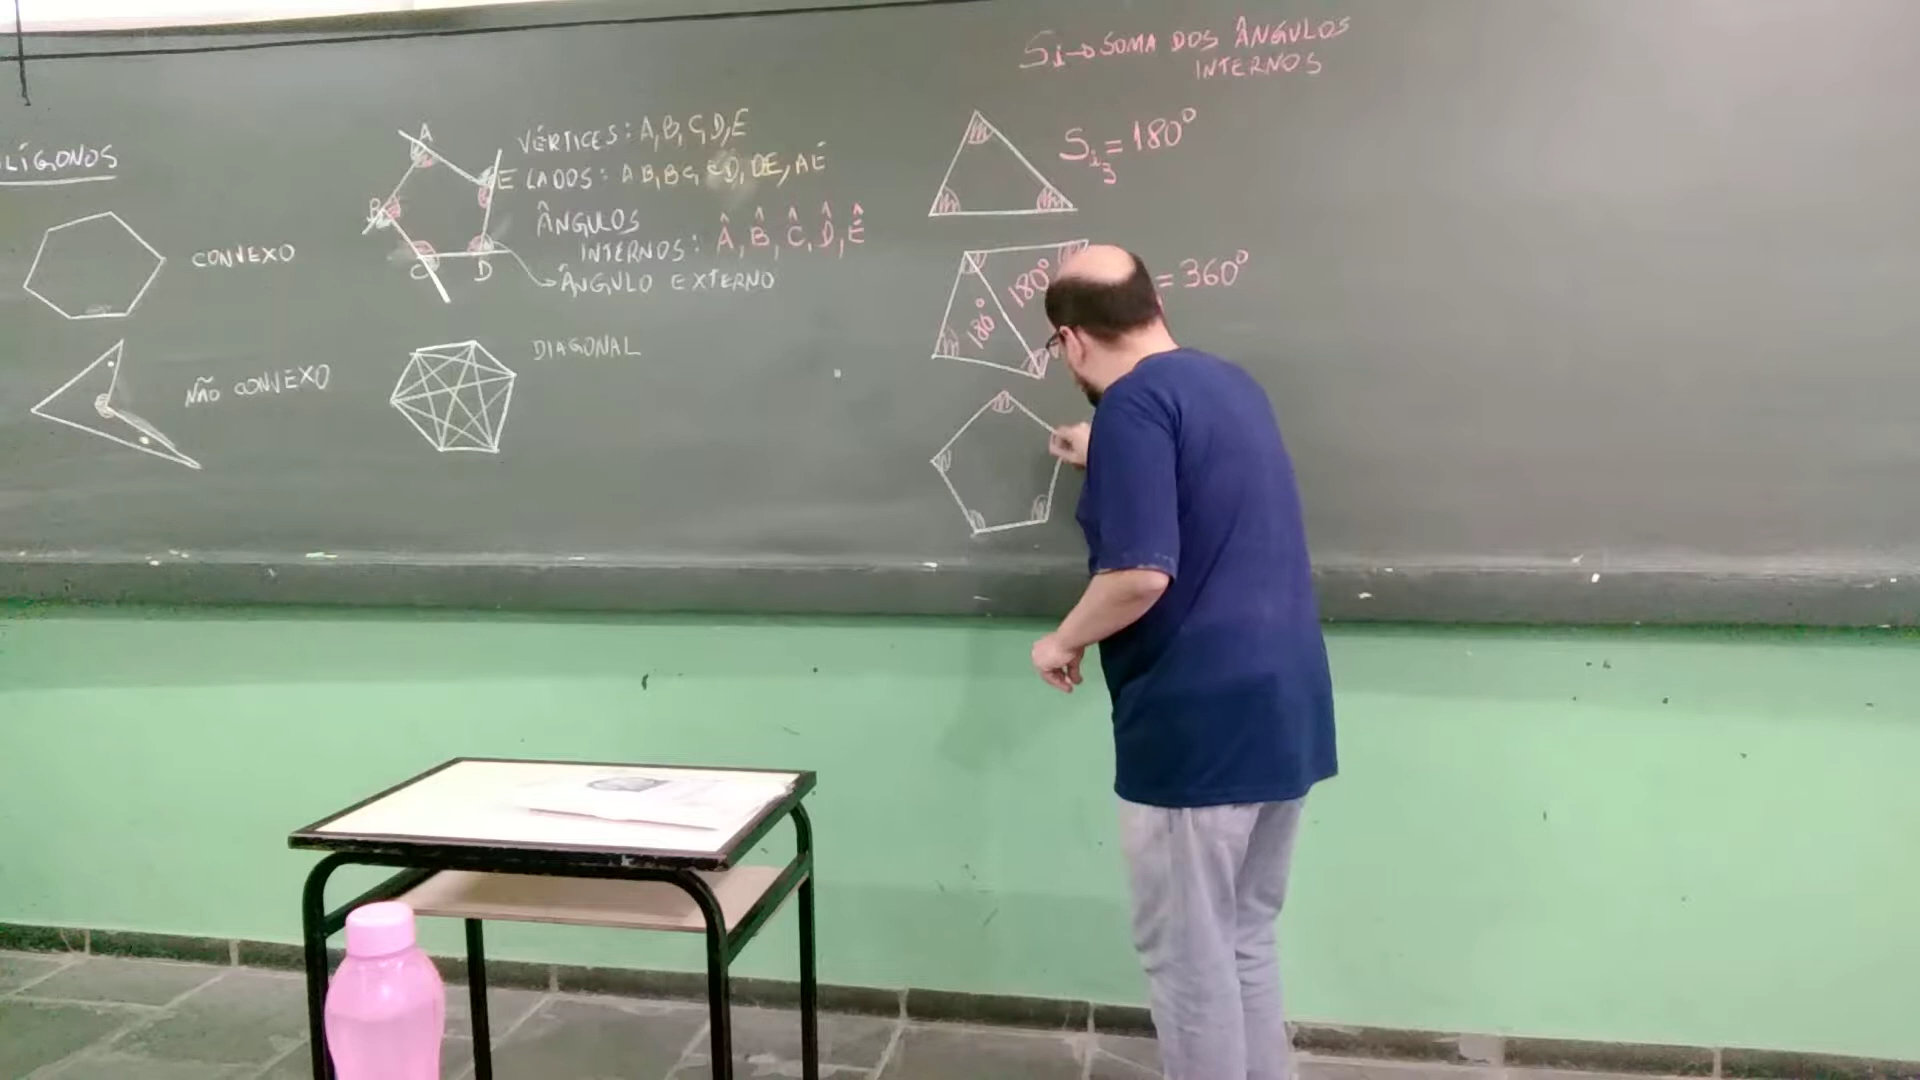 Si→SOMA DOS ÂNGULOS
INTERNOS
LÍGONOS
CONVEXO
NÃO CONVEXO
A
B
C
D
E
VÉRTICES: A, B, C, D, E
LADOS: AB, BC, CD, DE, AE
ÂNGULOS
INTERNOS: Â, B̂, Ĉ, D̂, Ê
ÂNGULO EXTERNO
DIAGONAL
Si3 = 180°
180°
180°
= 360°